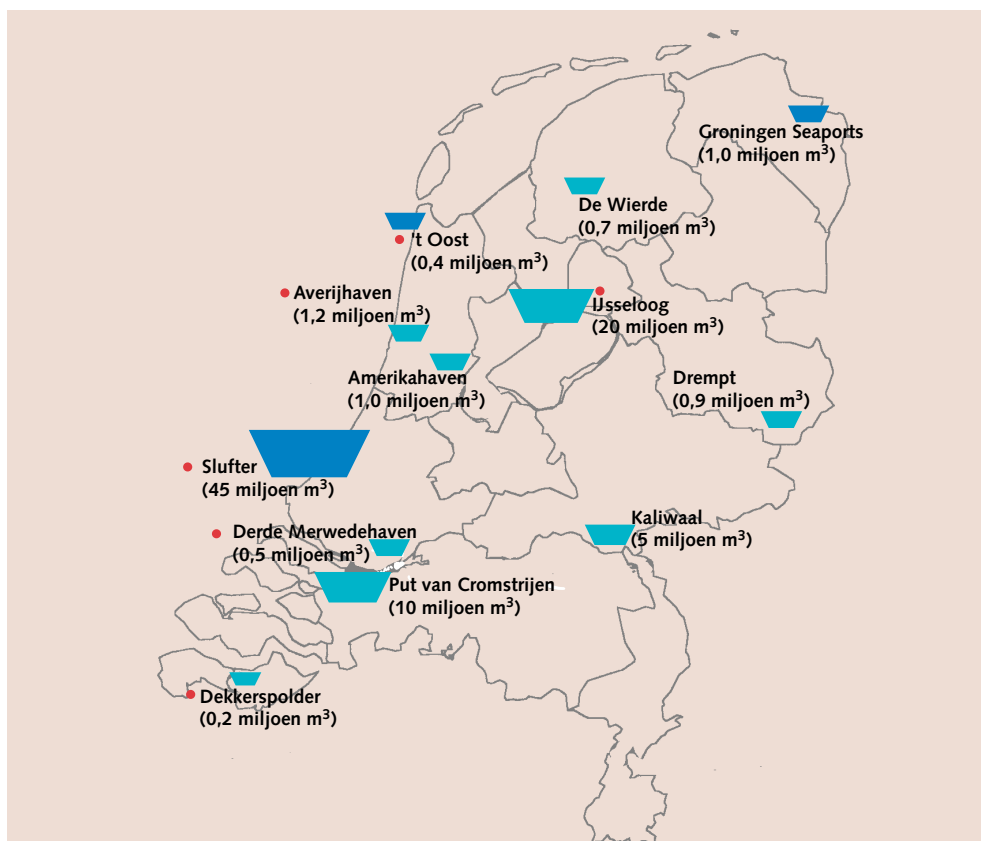 Groningen Seaports
(1,0 miljoen m³)
De Wierde
(0,7 miljoen m³)
't Oost
(0,4 miljoen m³)
Averijhaven
(1,2 miljoen m³)
IJsseloog
(20 miljoen m³)
Amerikahaven
(1,0 miljoen m³)
Drempt
(0,9 miljoen m³)
Slufter
(45 miljoen m³)
Kaliwaal
(5 miljoen m³)
Derde Merwedehaven
(0,5 miljoen m³)
Put van Cromstrijen
(10 miljoen m³)
Dekkerspolder
(0,2 miljoen m³)